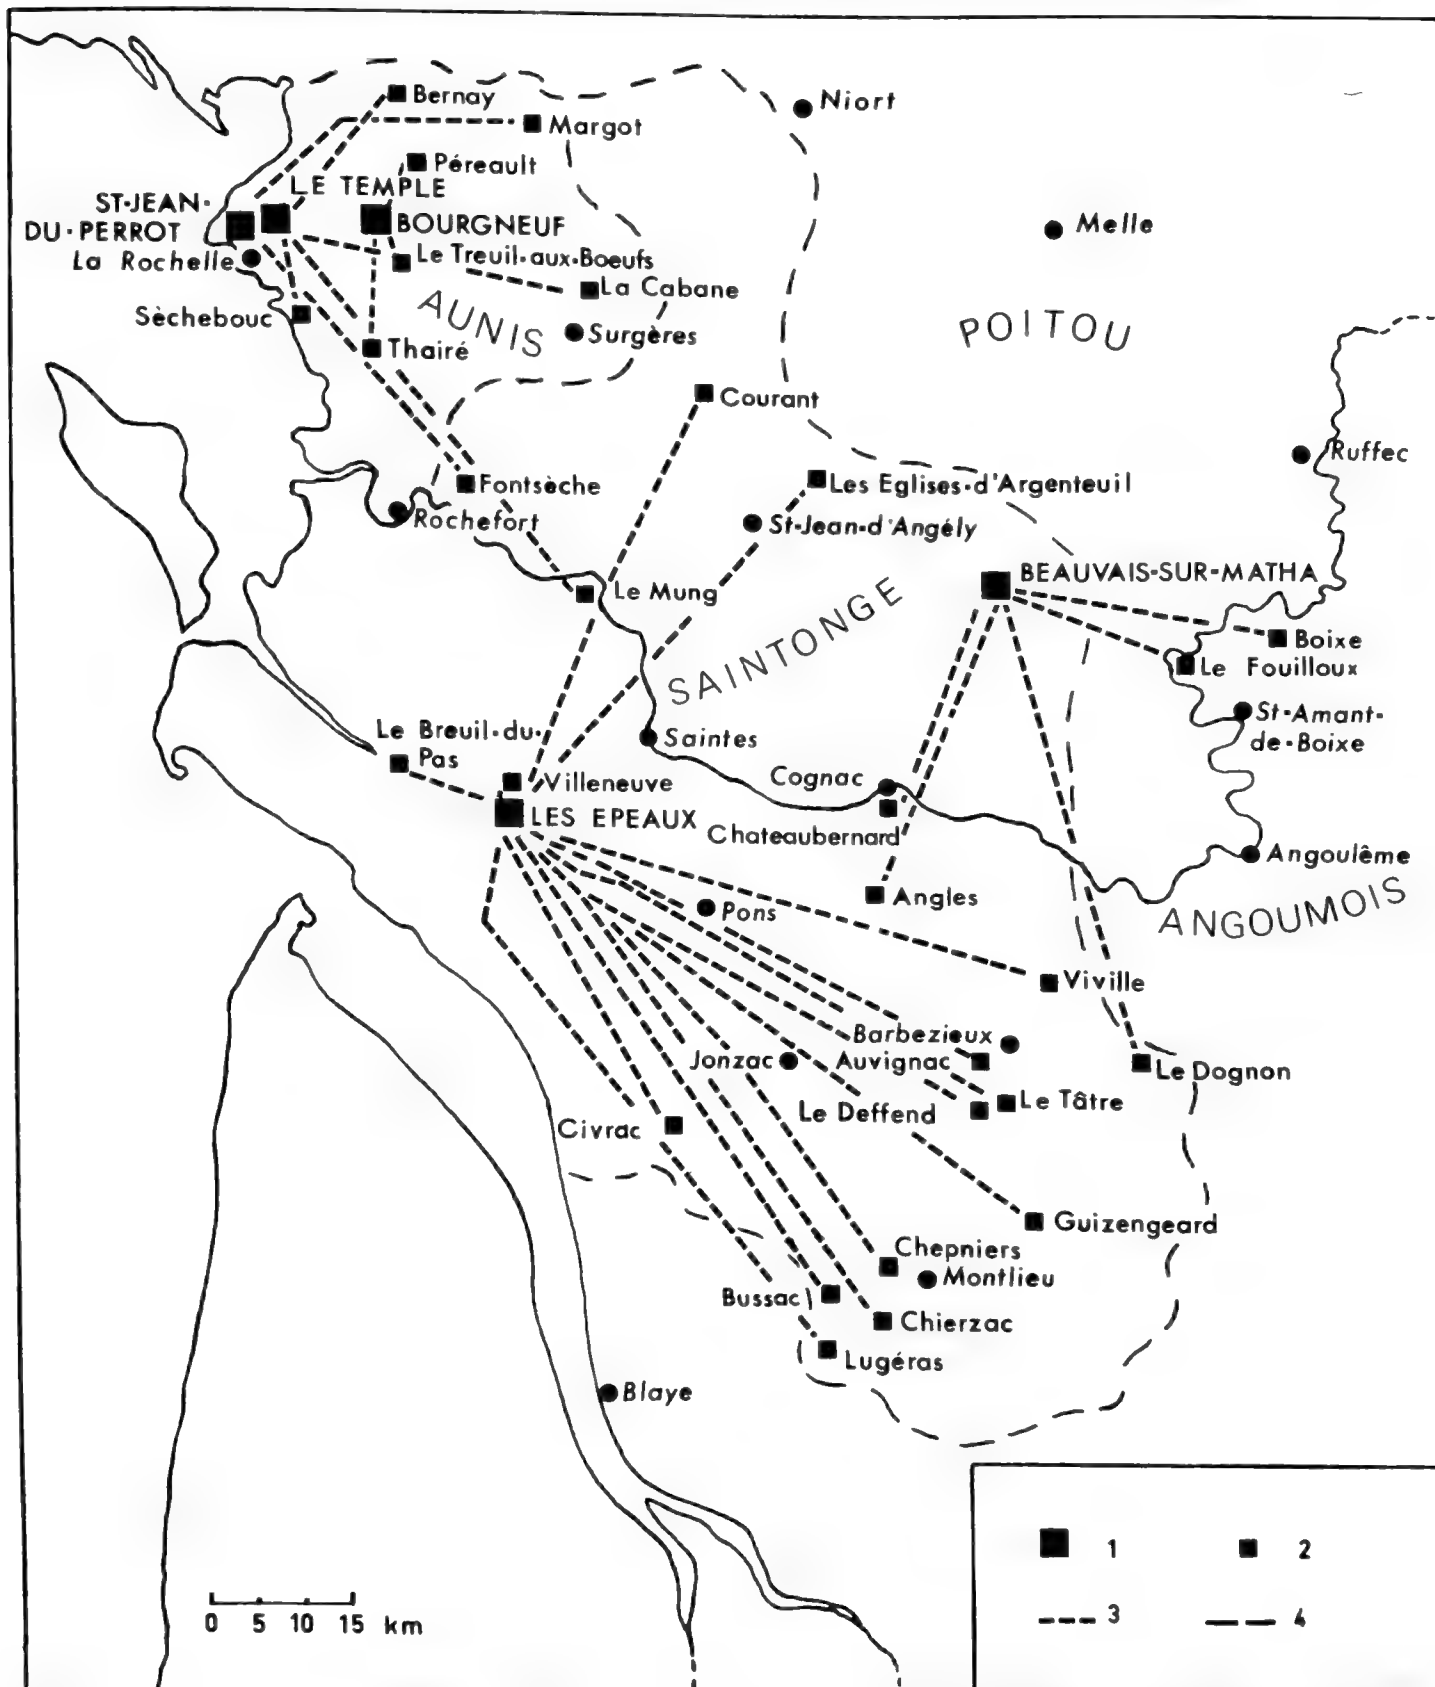 Bernay
Niort
Margot
Péreault
LE TEMPLE
ST-JEAN-
DU-PERROT
BOURGNEUF
Melle
La Rochelle
Le Treuil-aux-Boeufs
La Cabane
Sèchebouc
AUNIS
Surgères
POITOU
Thairé
Courant
Ruffec
Fontsèche
Les Eglises-d'Argenteuil
Rochefort
St-Jean-d'Angély
BEAUVAIS-SUR-MATHA
Le Mung
SAINTONGE
Boixe
Le Fouilloux
St-Amant-
de-Boixe
Le Breuil-du-
Pas
Saintes
Cognac
Villeneuve
LES EPEAUX
Chateaubernard
Angoulême
Angles
ANGOUMOIS
Pons
Viville
Barbezieux
Jonzac
Auvignac
Le Dognon
Le Tâtre
Le Deffend
Civrac
Guizengeard
Chepniers
Montlieu
Bussac
Chierzac
Lugéras
Blaye
1
2
3
4
0 5 10 15 km